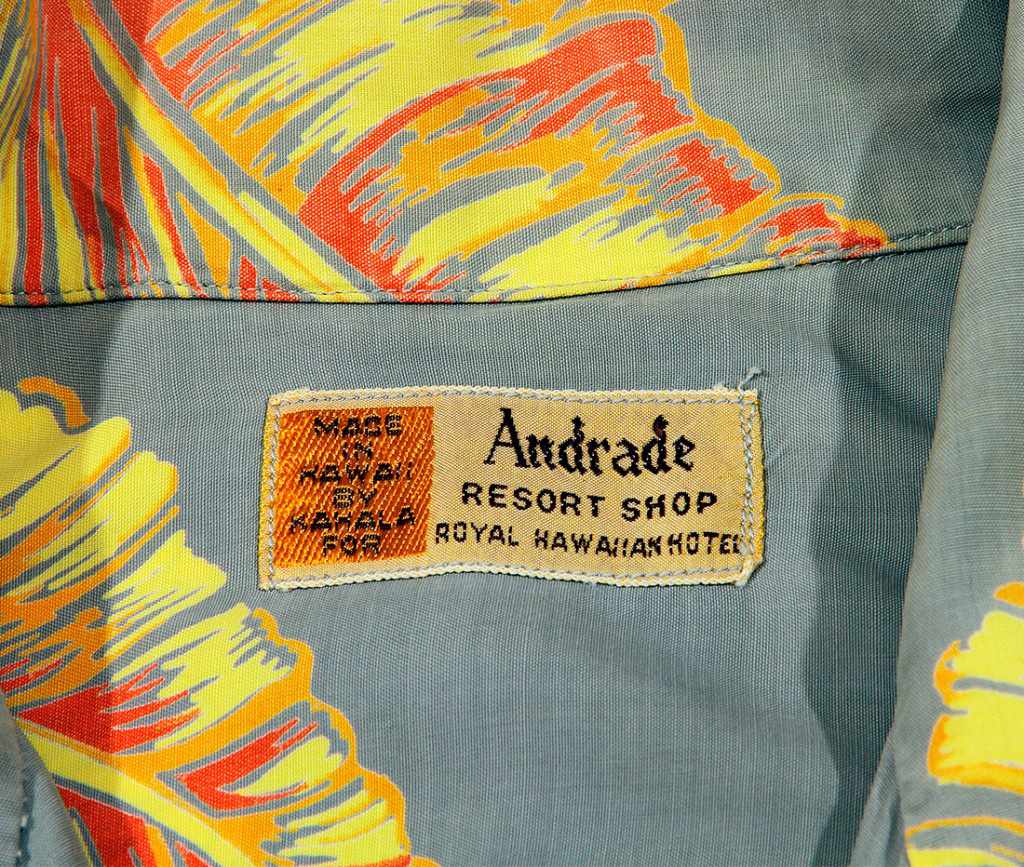 MADE
IN
HAWAII
BY
KAHALA
FOR
Andrade
RESORT SHOP
ROYAL HAWAIIAN HOTEL